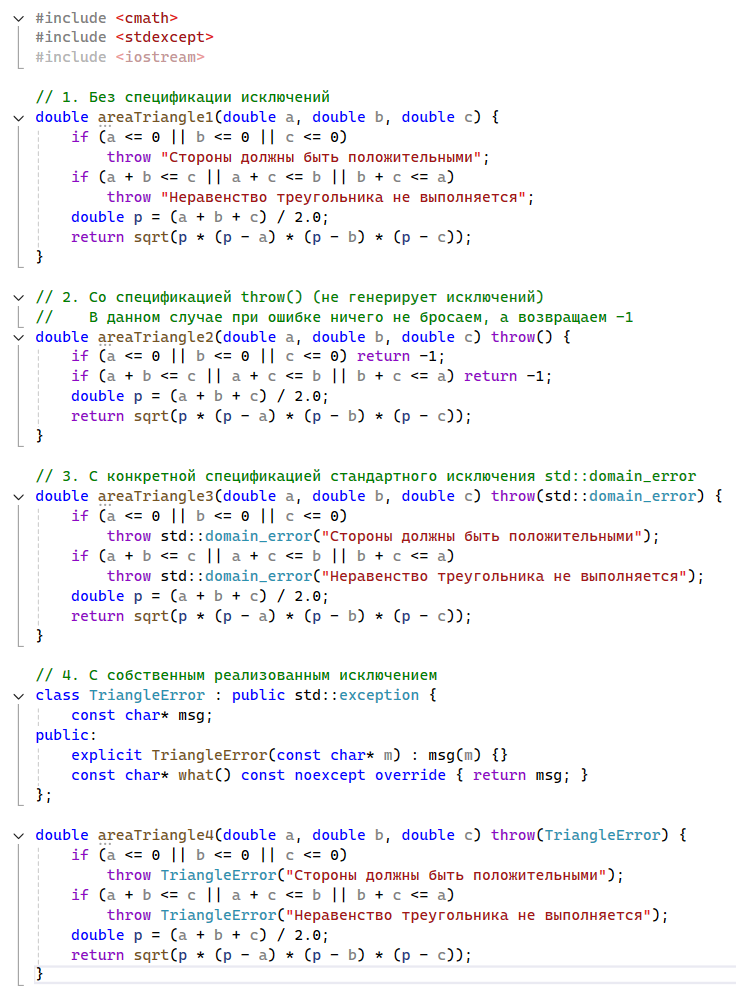 #include <cmath>
#include <stdexcept>
#include <iostream>

// 1. Без спецификации исключений
double areaTriangle1(double a, double b, double c) {
    if (a <= 0 || b <= 0 || c <= 0)
        throw "Стороны должны быть положительными";
    if (a + b <= c || a + c <= b || b + c <= a)
        throw "Неравенство треугольника не выполняется";
    double p = (a + b + c) / 2.0;
    return sqrt(p * (p - a) * (p - b) * (p - c));
}

// 2. Со спецификацией throw() (не генерирует исключений)
//    В данном случае при ошибке ничего не бросаем, а возвращаем -1
double areaTriangle2(double a, double b, double c) throw() {
    if (a <= 0 || b <= 0 || c <= 0) return -1;
    if (a + b <= c || a + c <= b || b + c <= a) return -1;
    double p = (a + b + c) / 2.0;
    return sqrt(p * (p - a) * (p - b) * (p - c));
}

// 3. С конкретной спецификацией стандартного исключения std::domain_error
double areaTriangle3(double a, double b, double c) throw(std::domain_error) {
    if (a <= 0 || b <= 0 || c <= 0)
        throw std::domain_error("Стороны должны быть положительными");
    if (a + b <= c || a + c <= b || b + c <= a)
        throw std::domain_error("Неравенство треугольника не выполняется");
    double p = (a + b + c) / 2.0;
    return sqrt(p * (p - a) * (p - b) * (p - c));
}

// 4. С собственным реализованным исключением
class TriangleError : public std::exception {
    const char* msg;
public:
    explicit TriangleError(const char* m) : msg(m) {}
    const char* what() const noexcept override { return msg; }
};

double areaTriangle4(double a, double b, double c) throw(TriangleError) {
    if (a <= 0 || b <= 0 || c <= 0)
        throw TriangleError("Стороны должны быть положительными");
    if (a + b <= c || a + c <= b || b + c <= a)
        throw TriangleError("Неравенство треугольника не выполняется");
    double p = (a + b + c) / 2.0;
    return sqrt(p * (p - a) * (p - b) * (p - c));
}